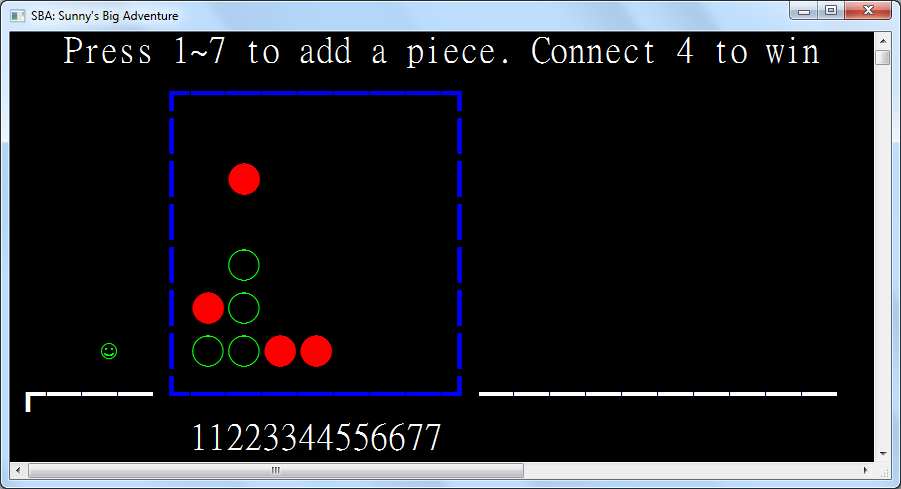 SBA: Sunny's Big Adventure
Press 1~7 to add a piece. Connect 4 to win
11223344556677